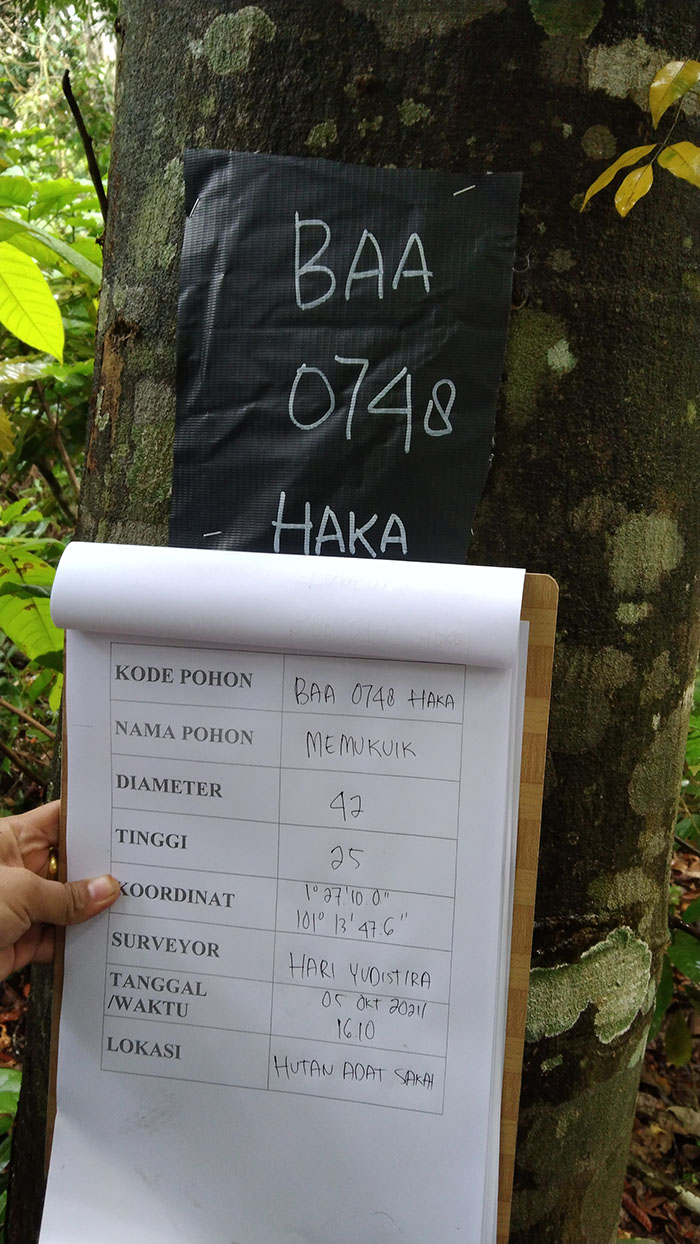 BAA
0748
HAKA
KODE POHON BAA 0748 HAKA
NAMA POHON MEMUKUIK
DIAMETER 42
TINGGI 25
KOORDINAT 1° 27' 10.0"
101° 13' 47.6"
SURVEYOR HARI YUDISTIRA
TANGGAL 05 Okt 2021/
/WAKTU 1610
LOKASI HUTAN ADAT SAKAI